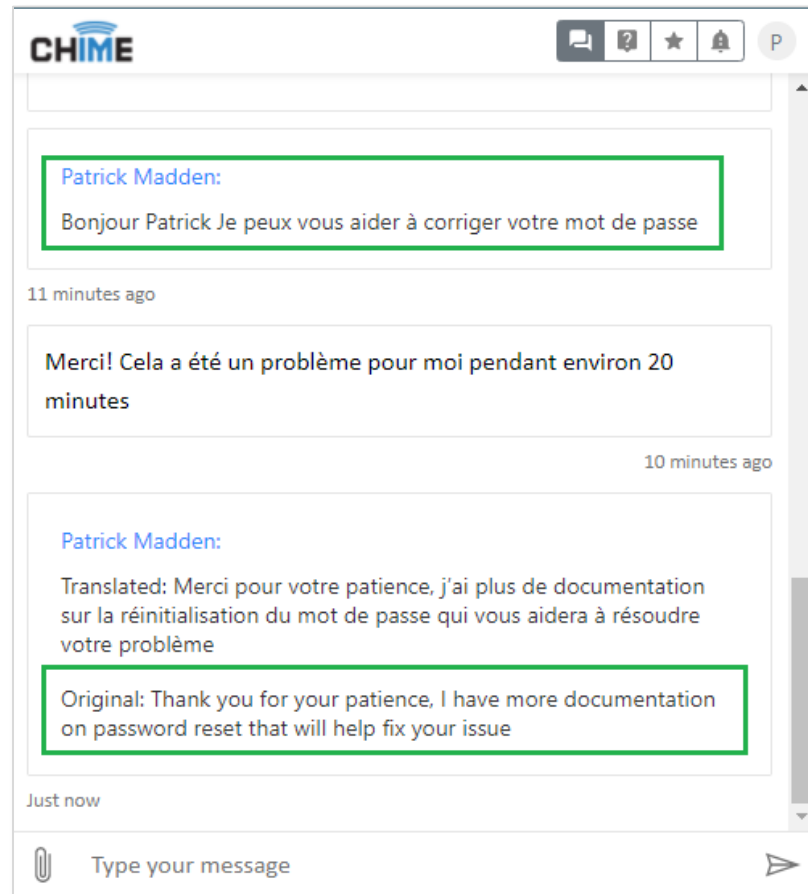 CHIME
P
Patrick Madden:
Bonjour Patrick Je peux vous aider à corriger votre mot de passe
11 minutes ago
Merci! Cela a été un problème pour moi pendant environ 20
minutes
10 minutes ago
Patrick Madden:
Translated: Merci pour votre patience, j'ai plus de documentation
sur la réinitialisation du mot de passe qui vous aidera à résoudre
votre problème
Original: Thank you for your patience, I have more documentation
on password reset that will help fix your issue
Just now
Type your message